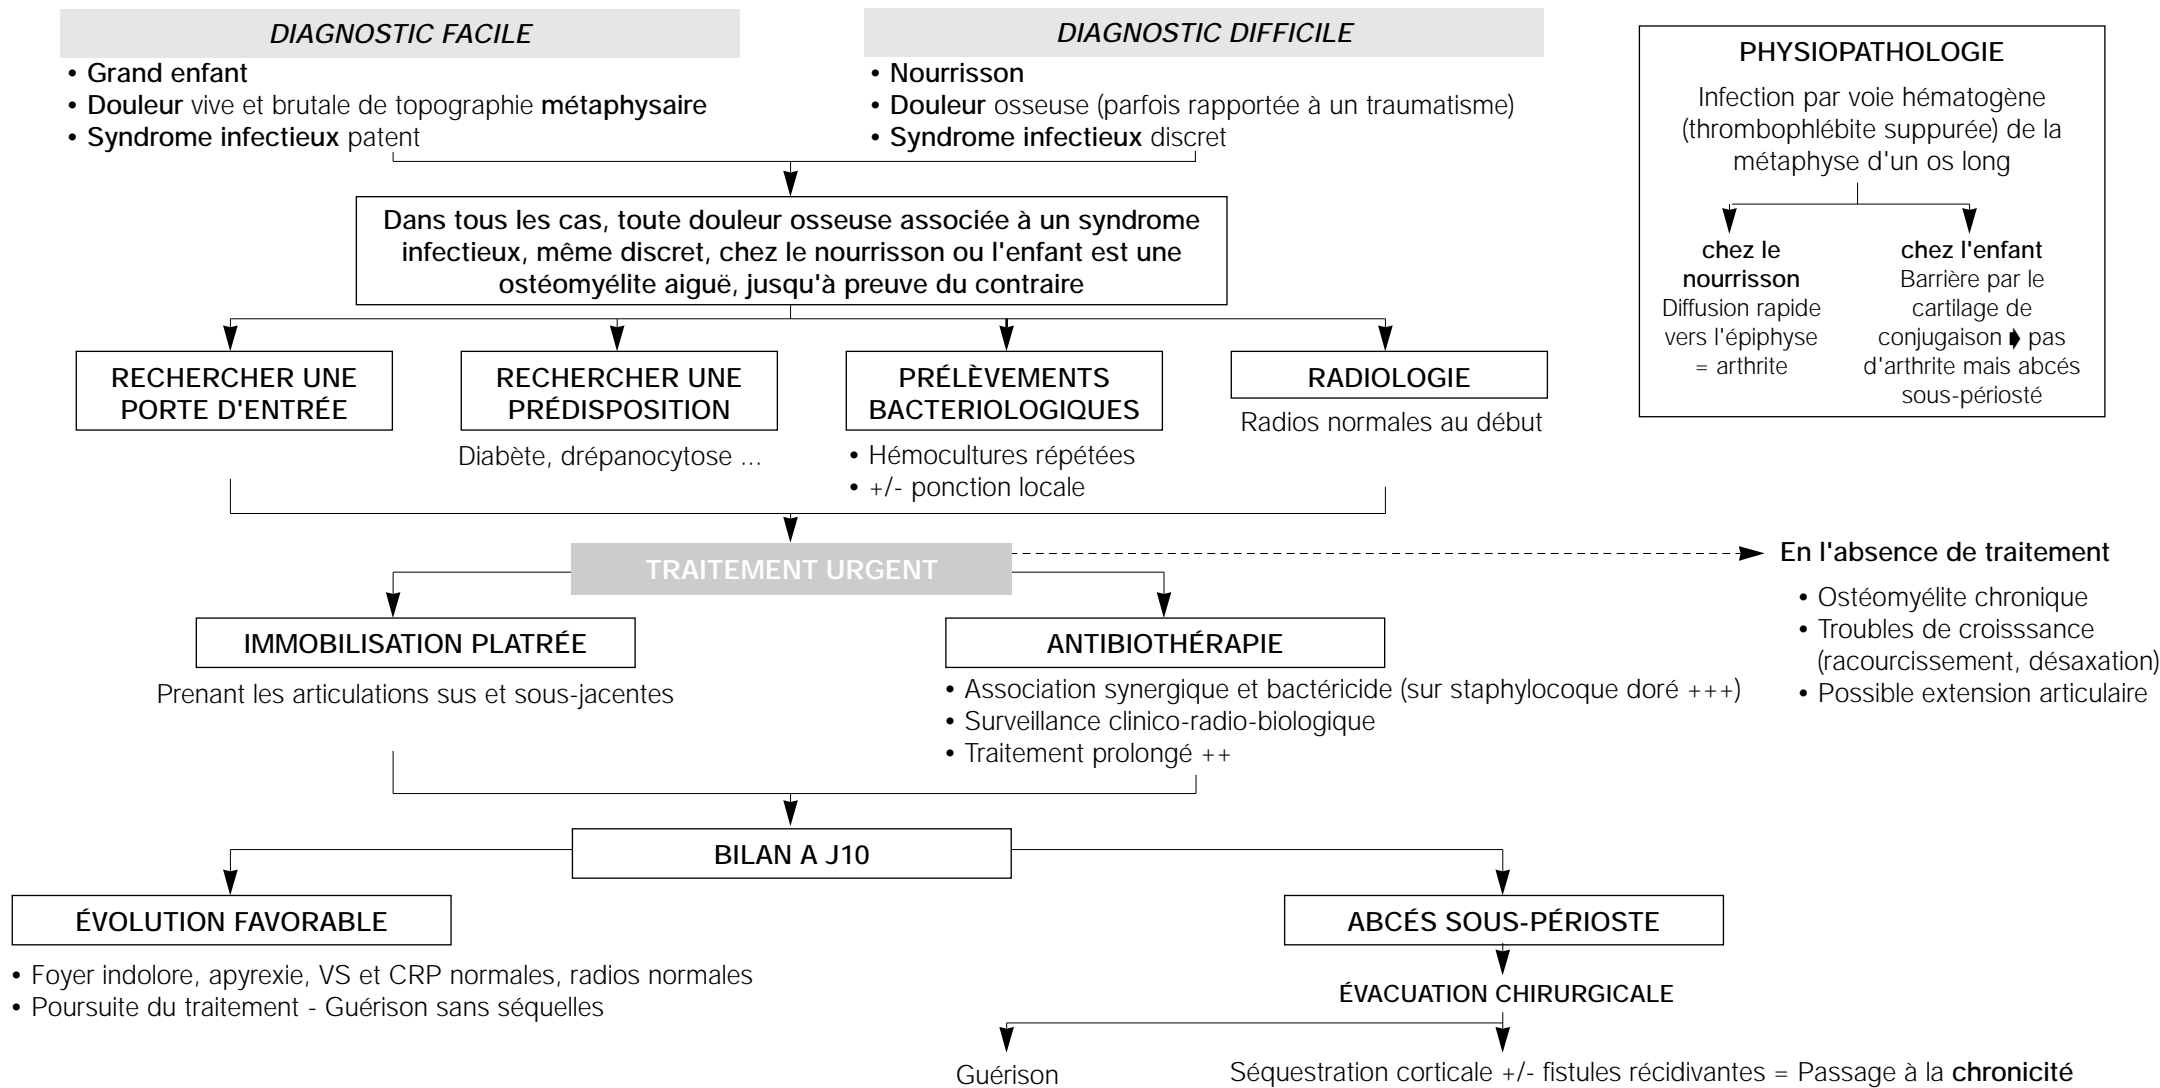 DIAGNOSTIC FACILE
• Grand enfant
• Douleur vive et brutale de topographie métaphysaire
• Syndrome infectieux patent
DIAGNOSTIC DIFFICILE
• Nourrisson
• Douleur osseuse (parfois rapportée à un traumatisme)
• Syndrome infectieux discret
PHYSIOPATHOLOGIE
Infection par voie hématogène
(thrombophlébite suppurée) de la
métaphyse d'un os long
chez le
nourrisson
Diffusion rapide
vers l'épiphyse
= arthrite
chez l'enfant
Barrière par le
cartilage de
conjugaison ➧ pas
d'arthrite mais abcés
sous-périosté
Dans tous les cas, toute douleur osseuse associée à un syndrome
infectieux, même discret, chez le nourrisson ou l'enfant est une
ostéomyélite aiguë, jusqu'à preuve du contraire
RECHERCHER UNE
PORTE D'ENTRÉE
RECHERCHER UNE
PRÉDISPOSITION
Diabète, drépanocytose ...
PRÉLÈVEMENTS
BACTERIOLOGIQUES
• Hémocultures répétées
• +/- ponction locale
RADIOLOGIE
Radios normales au début
TRAITEMENT URGENT
En l'absence de traitement
• Ostéomyélite chronique
• Troubles de croisssance
(racourcissement, désaxation)
• Possible extension articulaire
IMMOBILISATION PLATRÉE
Prenant les articulations sus et sous-jacentes
ANTIBIOTHÉRAPIE
• Association synergique et bactéricide (sur staphylocoque doré +++)
• Surveillance clinico-radio-biologique
• Traitement prolongé ++
BILAN A J10
ÉVOLUTION FAVORABLE
• Foyer indolore, apyrexie, VS et CRP normales, radios normales
• Poursuite du traitement - Guérison sans séquelles
ABCÉS SOUS-PÉRIOSTE
ÉVACUATION CHIRURGICALE
Guérison
Séquestration corticale +/- fistules récidivantes = Passage à la chronicité